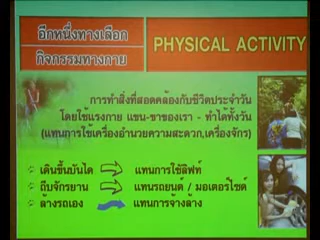 อีกหนึ่งทางเลือก
กิจกรรมทางกาย
PHYSICAL ACTIVITY
การทำสิ่งที่สอดคล้องกับชีวิตประจำวัน
โดยใช้แรงกาย แขน-ขาของเรา - ทำได้ทั้งวัน
(แทนการใช้เครื่องอำนวยความสะดวก,เครื่องจักร)
เดินขึ้นบันได แทนการใช้ลิฟท์
ถีบจักรยาน แทนรถยนต์ / มอเตอร์ไซด์
ล้างรถเอง แทนการจ้างล้าง